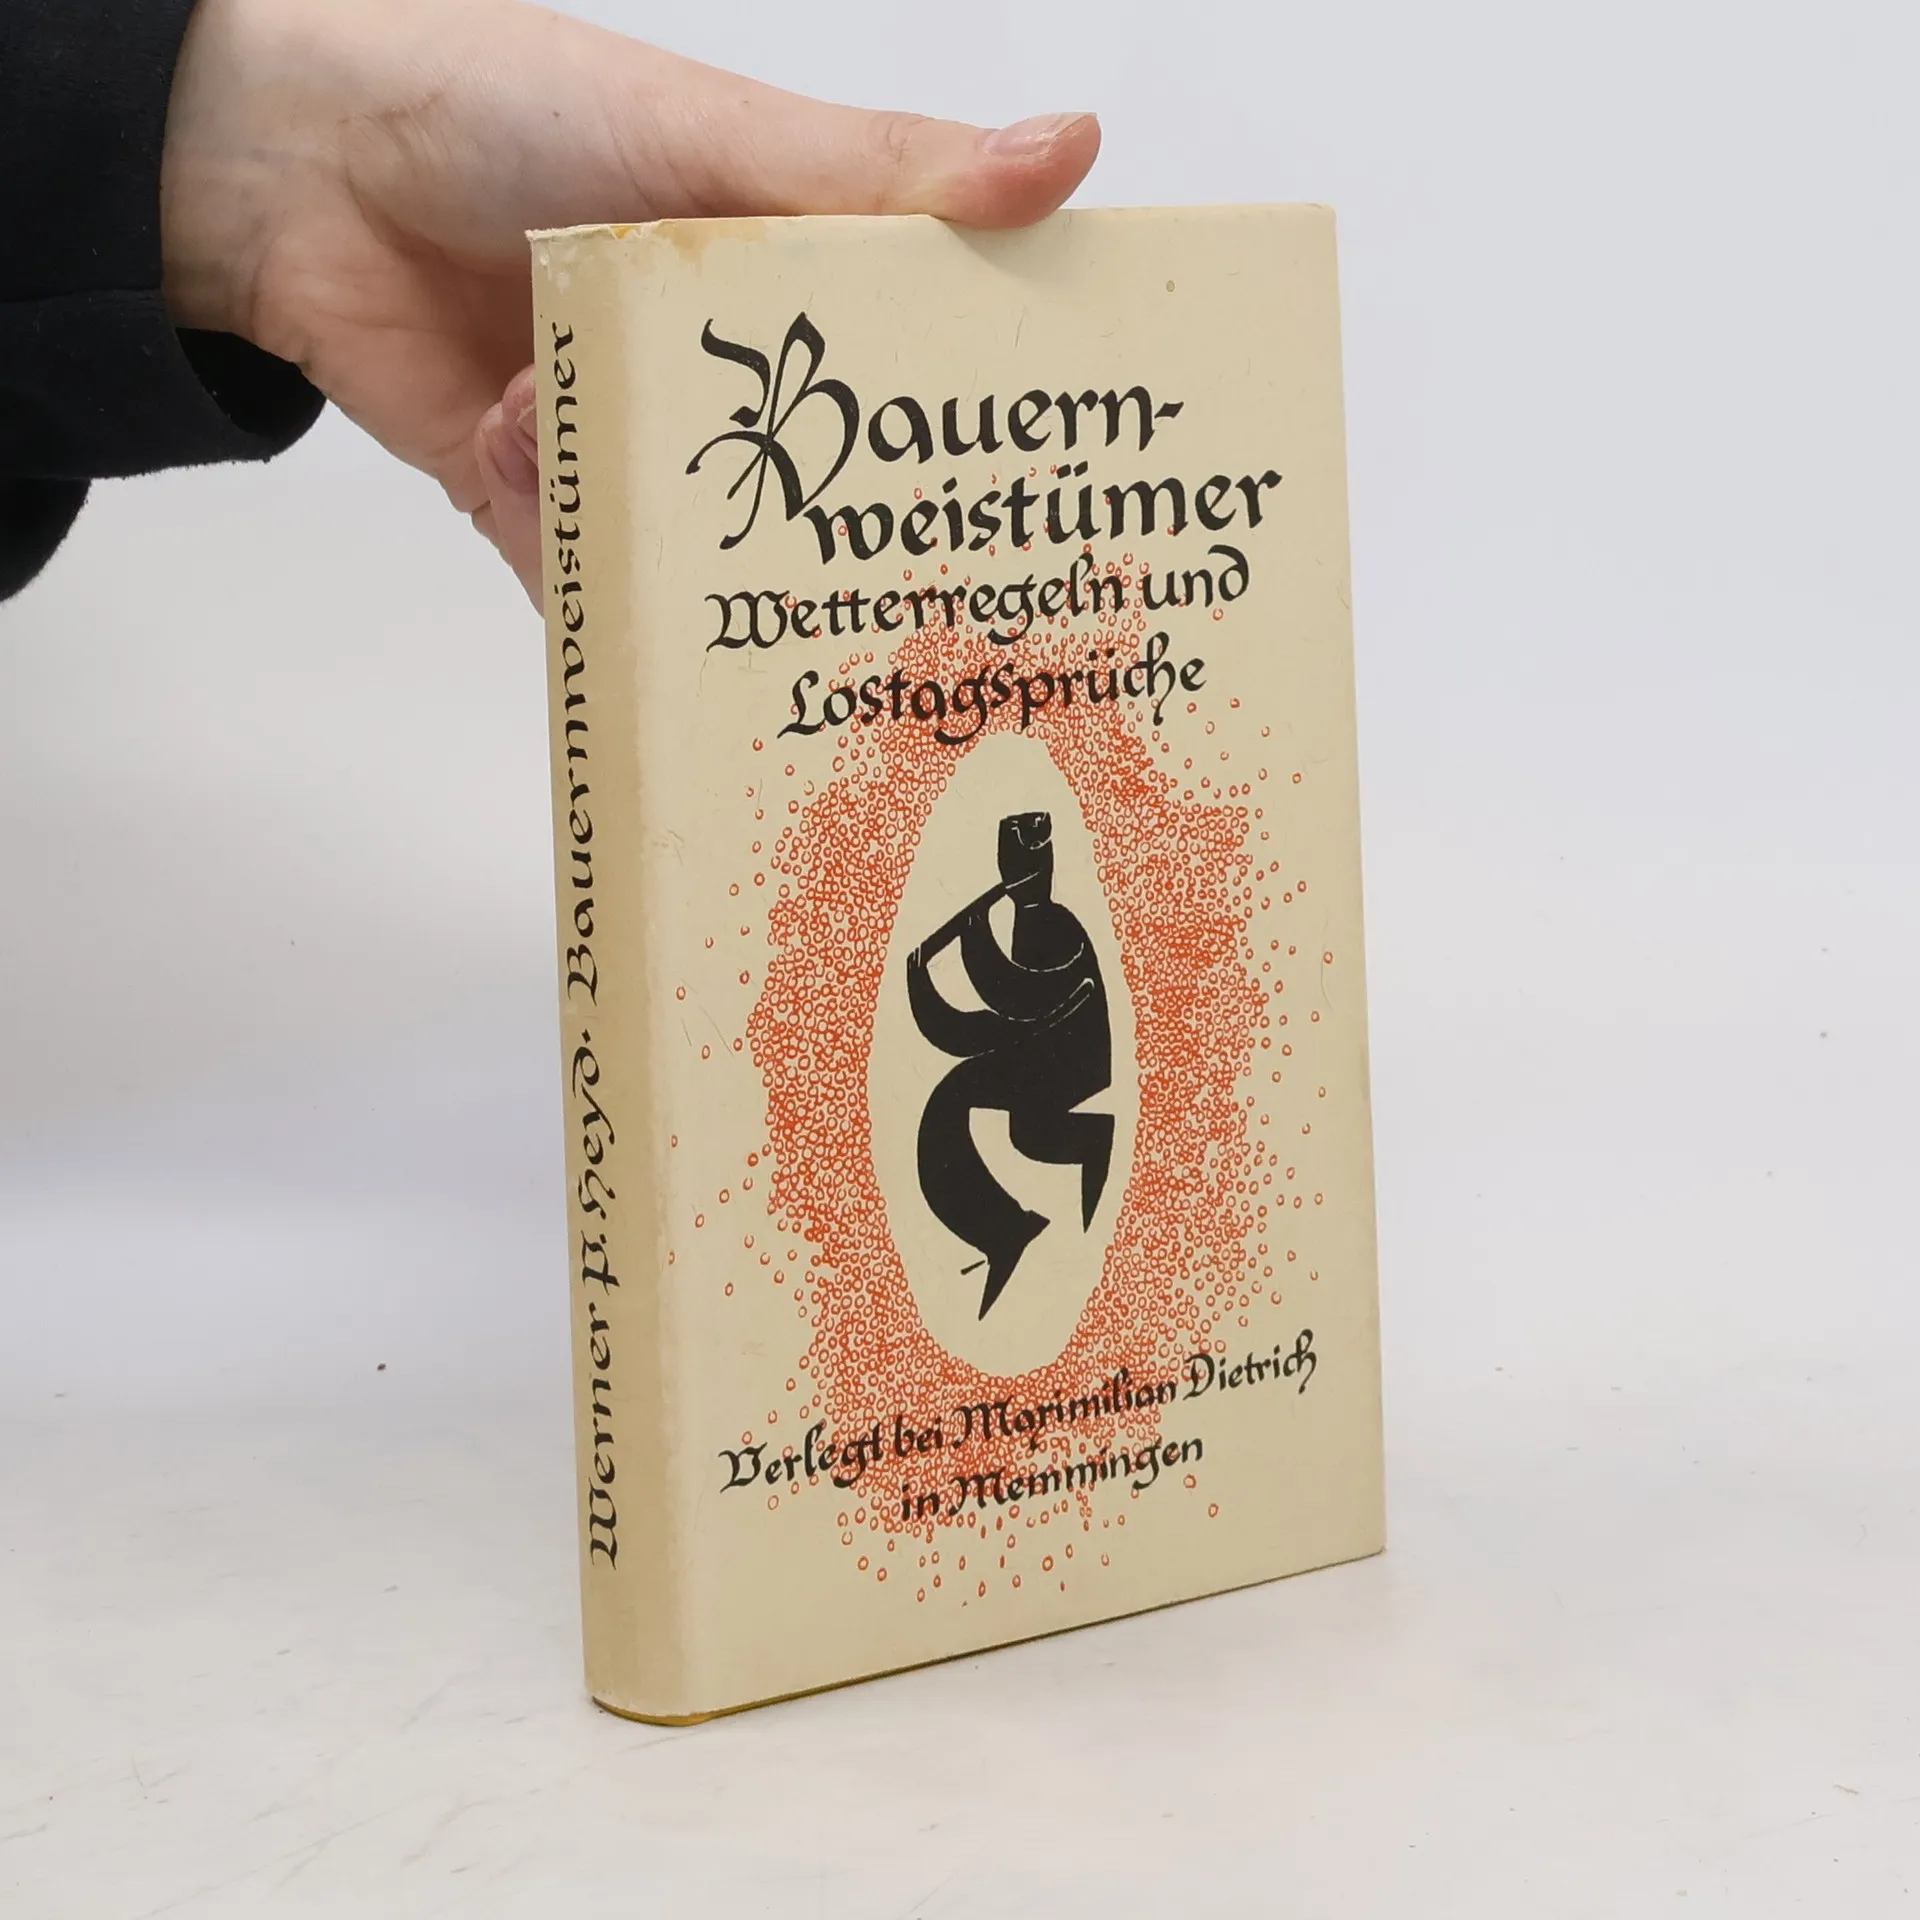 Bauern-
weistümer
Wetterregeln und
Lostagsprüche
Verlegt bei Maximilian Dietrich
in Memmingen
Werner P. Heyd. Bauernweistümer